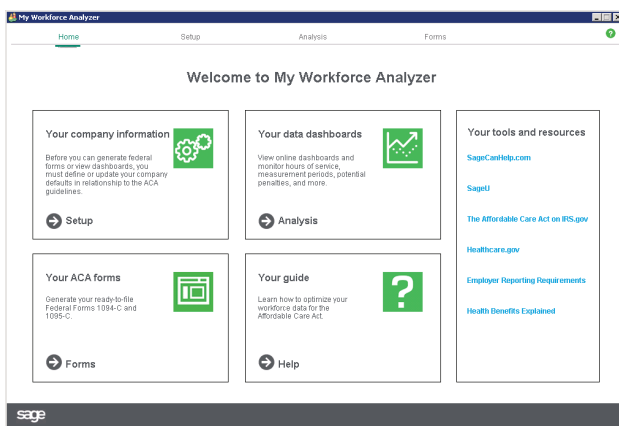 My Workforce Analyzer
Home Setup Analysis Forms ?
Welcome to My Workforce Analyzer
Your company information
Before you can generate federal
forms or view dashboards, you
must define or update your company
defaults in relationship to the ACA
guidelines.
Setup
Your data dashboards
View online dashboards and
monitor hours of service,
measurement periods, potential
penalties, and more.
Analysis
Your tools and resources
SageCanHelp.com
SageU
The Affordable Care Act on IRS.gov
Healthcare.gov
Employer Reporting Requirements
Health Benefits Explained
Your ACA forms
Generate your ready-to-file
Federal Forms 1094-C and
1095-C.
Forms
Your guide
Learn how to optimize your
workforce data for the
Affordable Care Act.
?
Help
sage